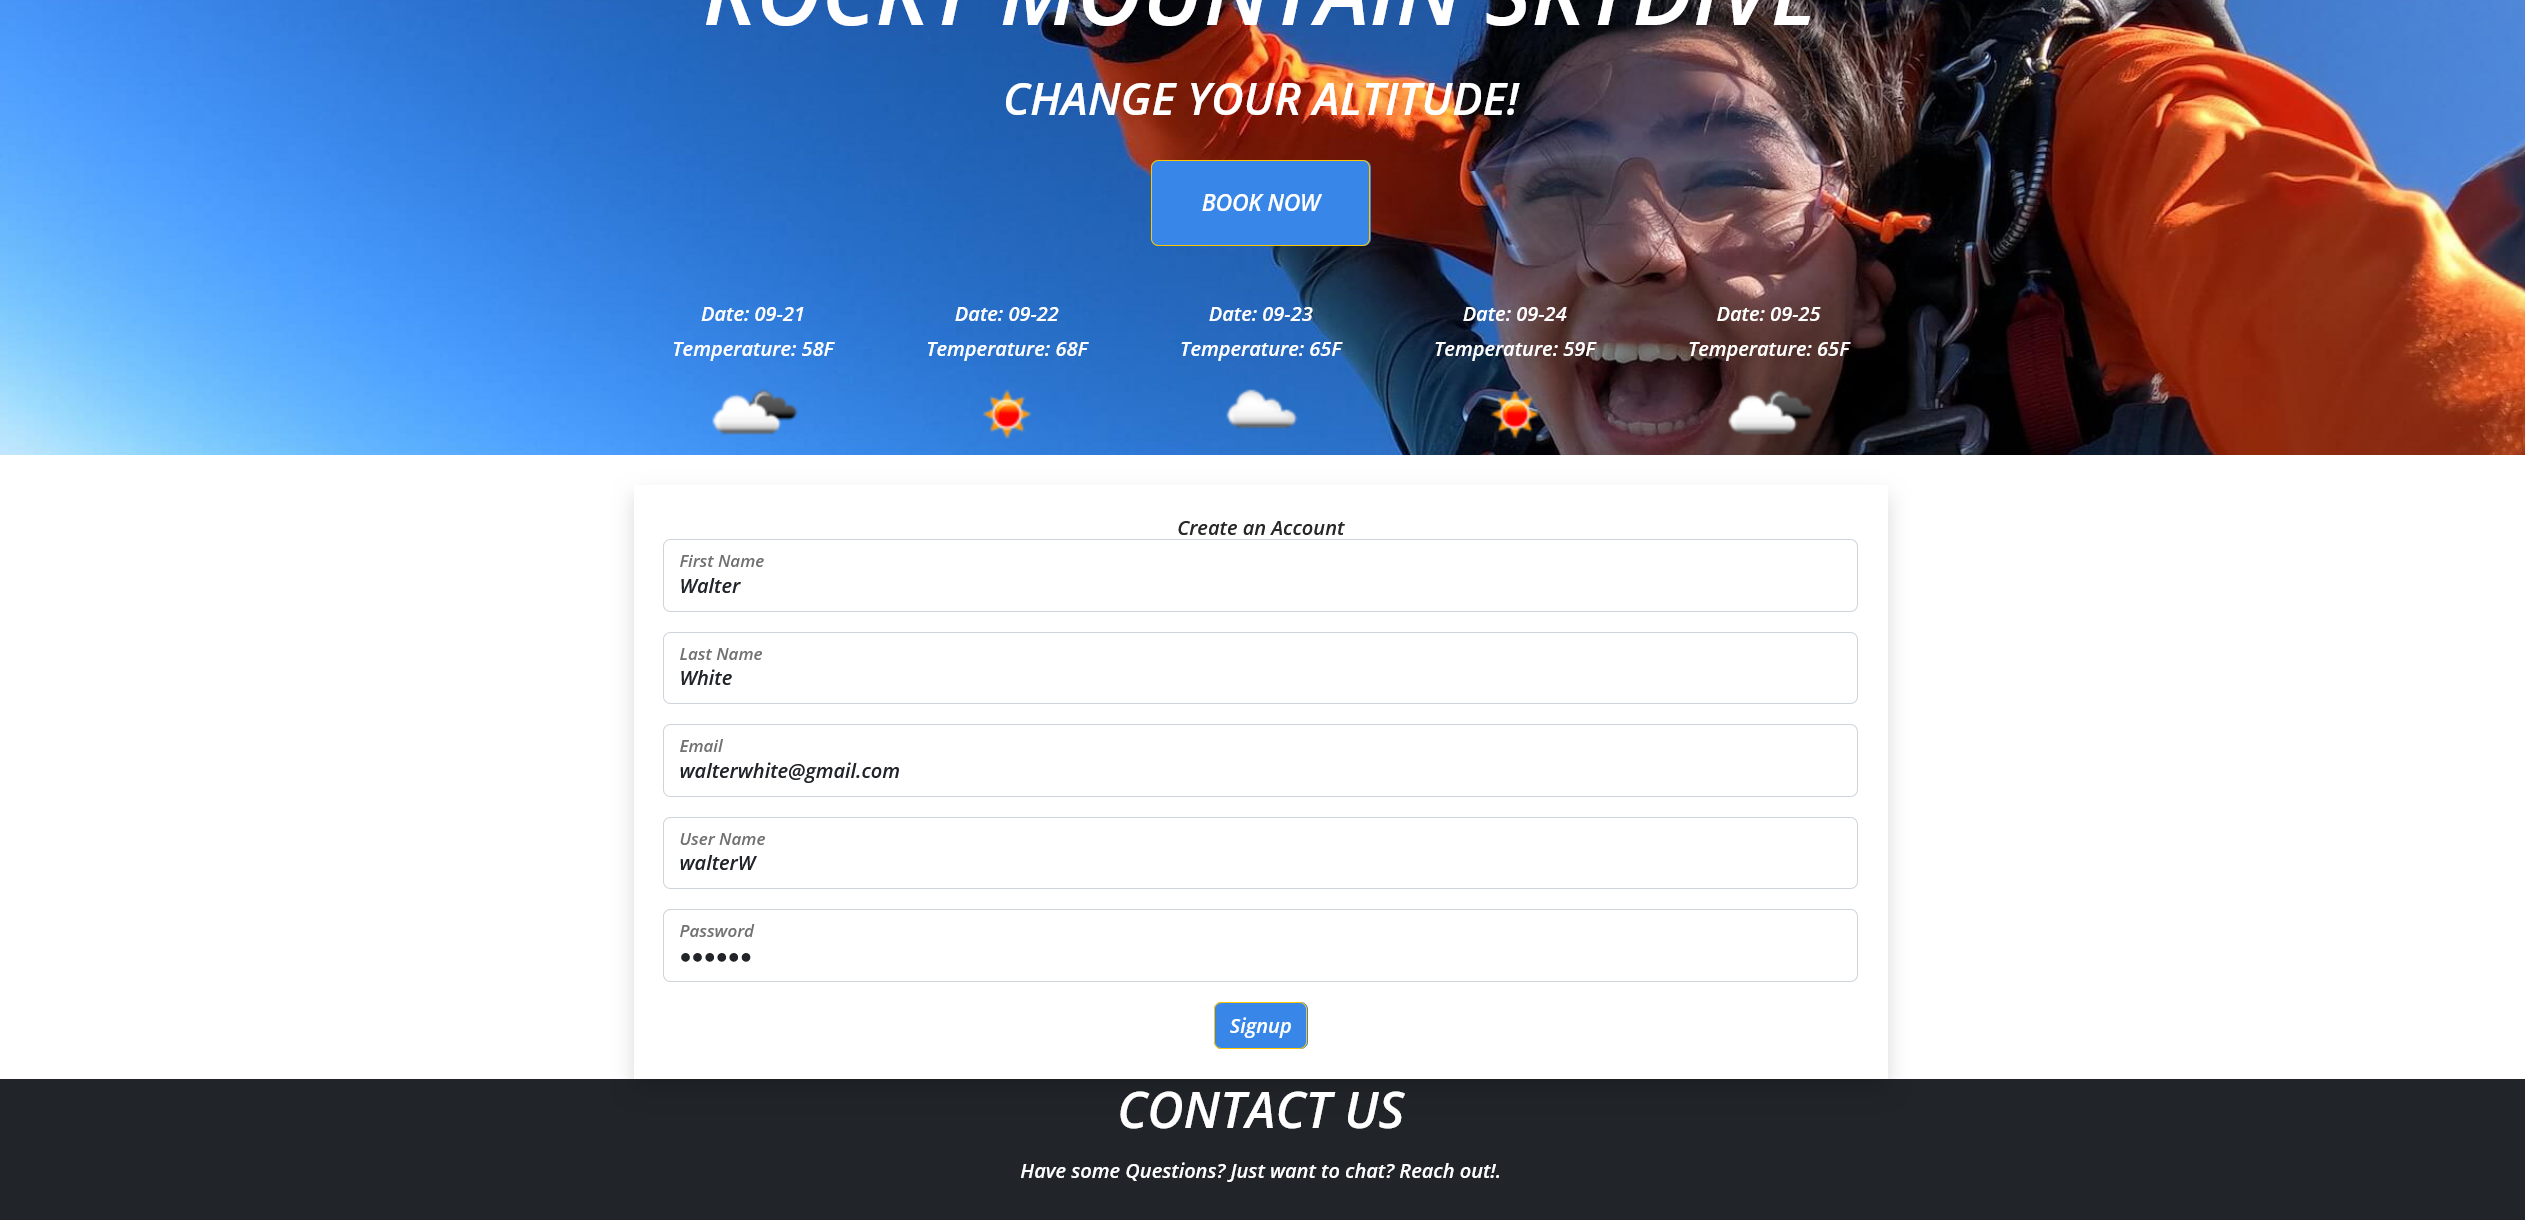 ROCKY MOUNTAIN SKYDIVE
CHANGE YOUR ALTITUDE!
BOOK NOW
Date: 09-21
Temperature: 58F
Date: 09-22
Temperature: 68F
Date: 09-23
Temperature: 65F
Date: 09-24
Temperature: 59F
Date: 09-25
Temperature: 65F
Create an Account
First Name
Walter
Last Name
White
Email
walterwhite@gmail.com
User Name
walterW
Password
••••••
Signup
CONTACT US
Have some Questions? Just want to chat? Reach out!.